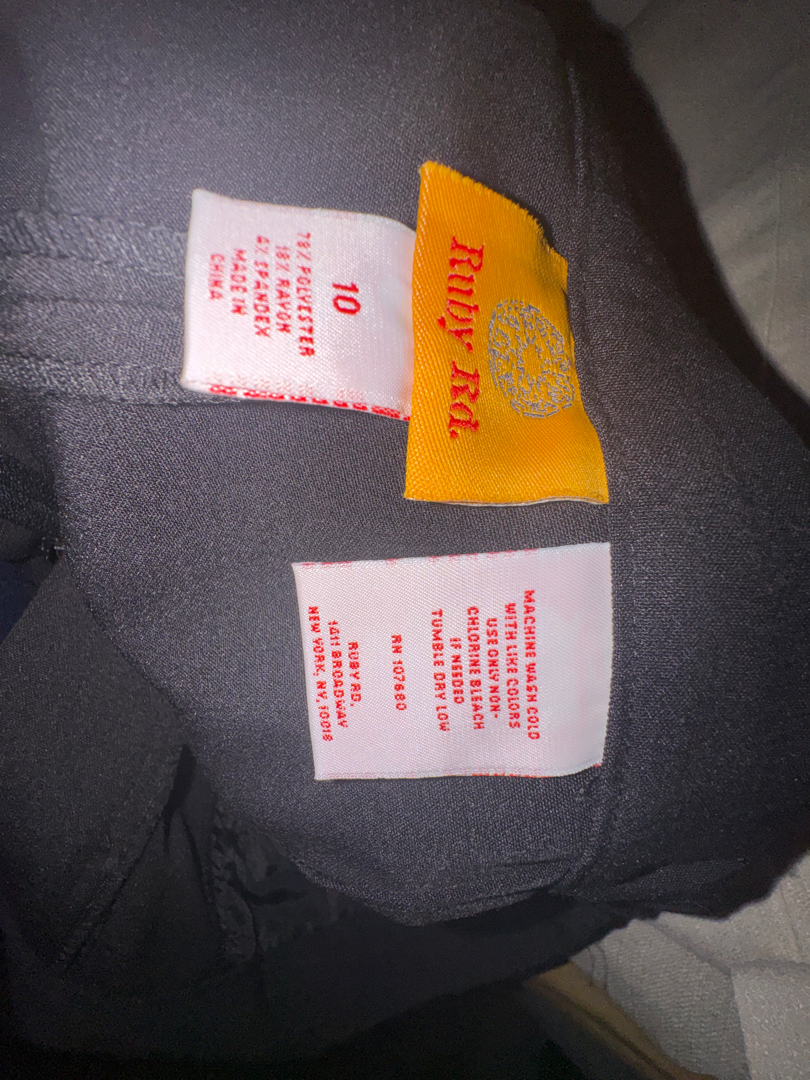 Ruby Rd.
10
78% POLYESTER
18% RAYON
4% SPANDEX
MADE IN
CHINA
MACHINE WASH COLD
WITH LIKE COLORS
USE ONLY NON-
CHLORINE BLEACH
IF NEEDED
TUMBLE DRY LOW
RN 107680
RUBY RD.
1411 BROADWAY
NEW YORK, NY, 10018